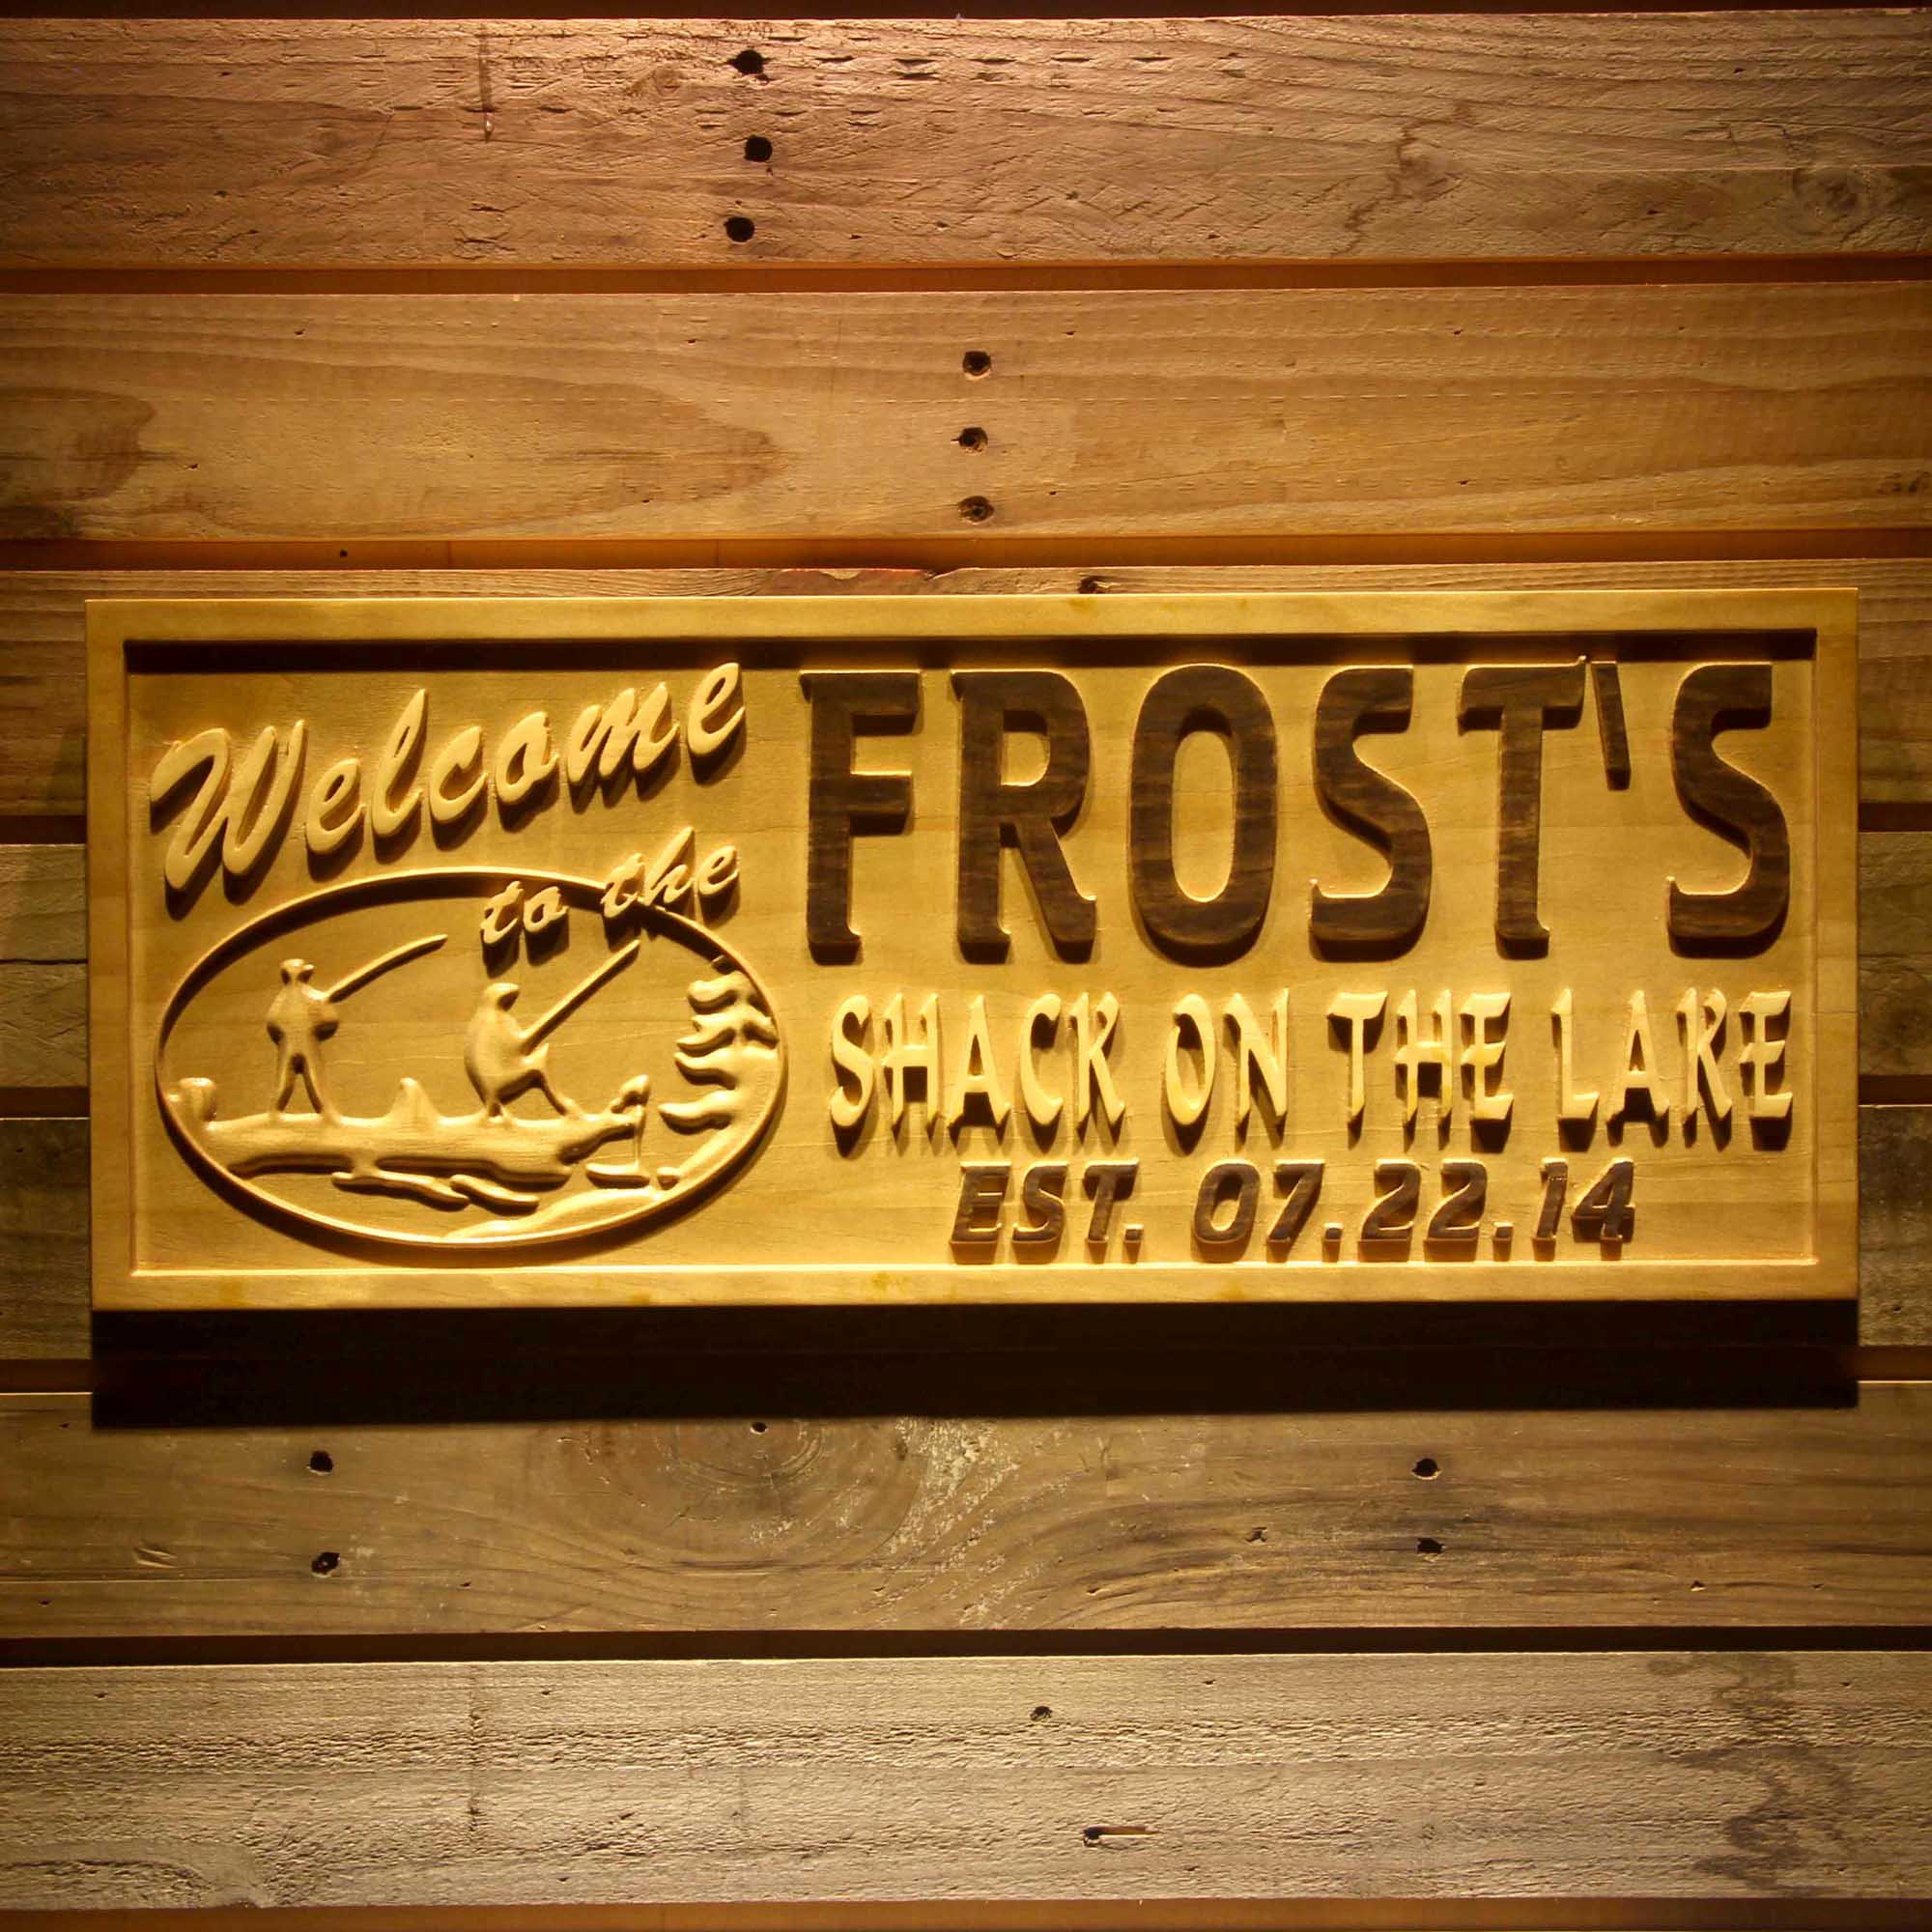 Welcome
to the
FROST'S
SHACK ON THE LAKE
EST. 07.22.14